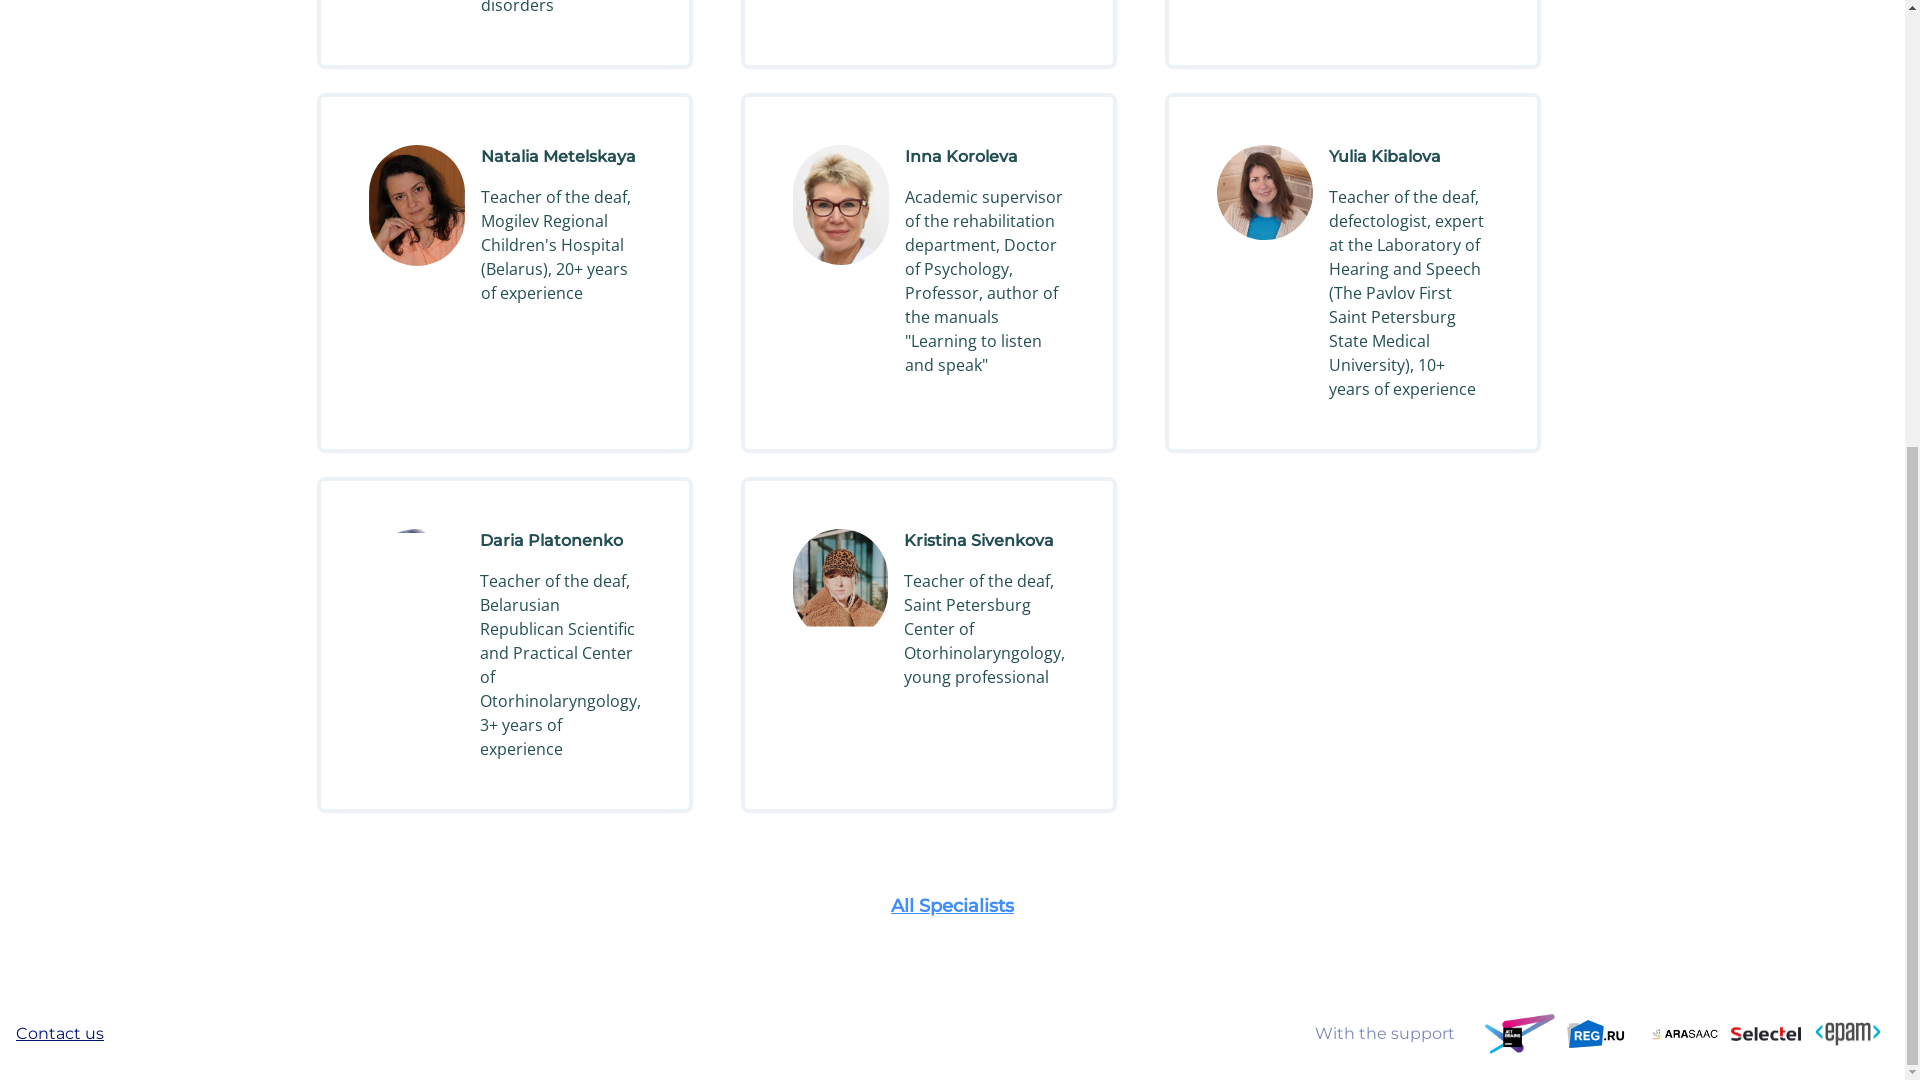 disorders
Natalia Metelskaya
Teacher of the deaf,
Mogilev Regional
Children's Hospital
(Belarus), 20+ years
of experience
Inna Koroleva
Academic supervisor
of the rehabilitation
department, Doctor
of Psychology,
Professor, author of
the manuals
"Learning to listen
and speak"
Yulia Kibalova
Teacher of the deaf,
defectologist, expert
at the Laboratory of
Hearing and Speech
(The Pavlov First
Saint Petersburg
State Medical
University), 10+
years of experience
Daria Platonenko
Teacher of the deaf,
Belarusian
Republican Scientific
and Practical Center
of
Otorhinolaryngology,
3+ years of
experience
Kristina Sivenkova
Teacher of the deaf,
Saint Petersburg
Center of
Otorhinolaryngology,
young professional
All Specialists
Contact us
With the support
JET
BRAINS
REG.RU
ARASAAC
Selectel
<epam>